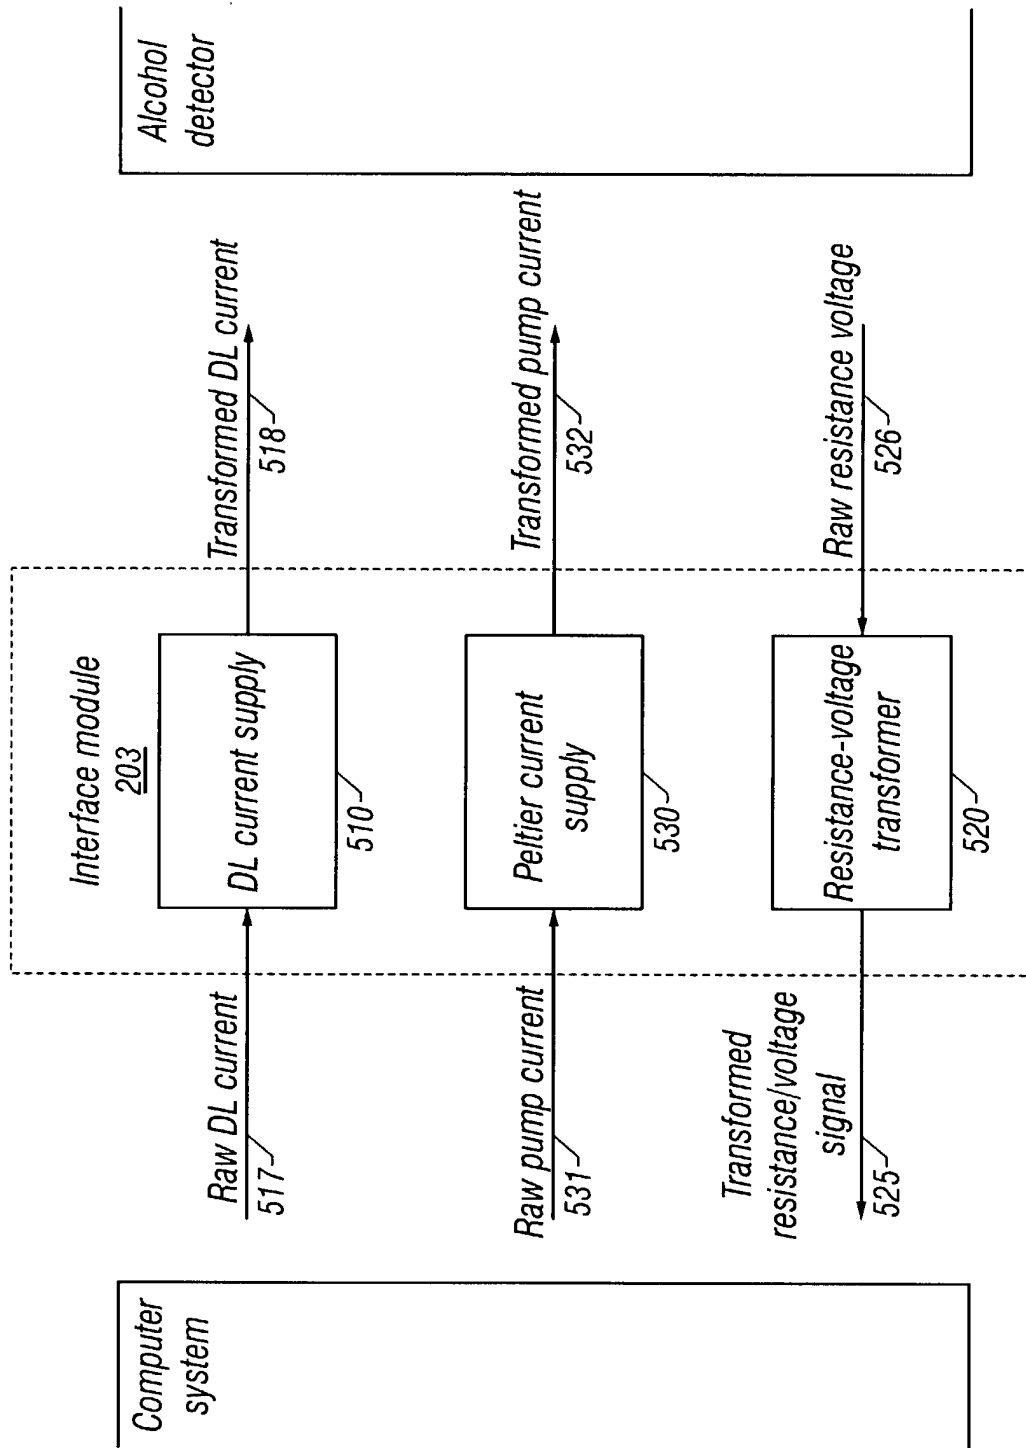 Computer
system
Raw DL current
517
Raw pump current
531
Transformed
resistance/voltage
signal
525
Interface module
203
DL current supply
510
Peltier current
supply
530
Resistance-voltage
transformer
520
Transformed DL current
518
Transformed pump current
532
Raw resistance voltage
526
Alcohol
detector